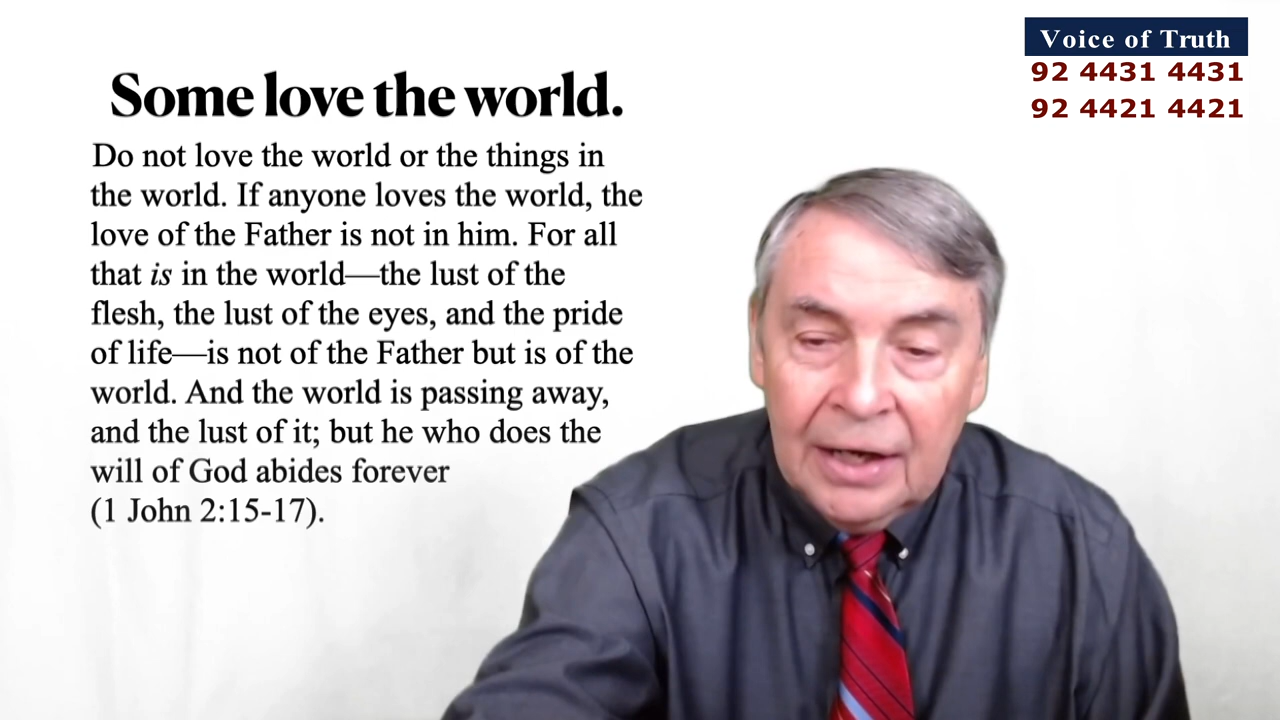 Voice of Truth
92 4431 4431
92 4421 4421
Some love the world.
Do not love the world or the things in
the world. If anyone loves the world, the
love of the Father is not in him. For all
that is in the world—the lust of the
flesh, the lust of the eyes, and the pride
of life—is not of the Father but is of the
world. And the world is passing away,
and the lust of it; but he who does the
will of God abides forever
(1 John 2:15-17).